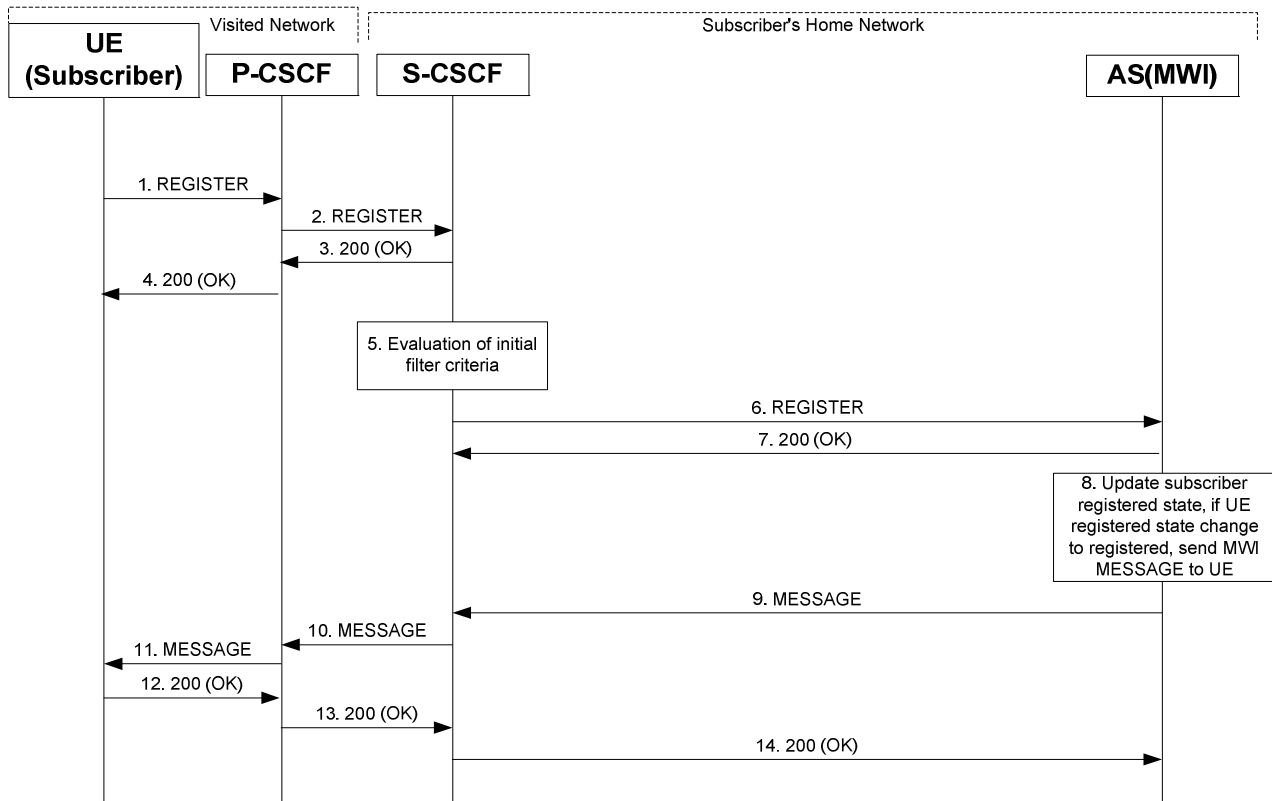 Visited Network
Subscriber's Home Network
UE
(Subscriber)
P-CSCF
S-CSCF
AS(MWI)
1. REGISTER
2. REGISTER
3. 200 (OK)
4. 200 (OK)
5. Evaluation of initial
filter criteria
6. REGISTER
7. 200 (OK)
8. Update subscriber
registered state, if UE
registered state change
to registered, send MWI
MESSAGE to UE
9. MESSAGE
10. MESSAGE
11. MESSAGE
12. 200 (OK)
13. 200 (OK)
14. 200 (OK)